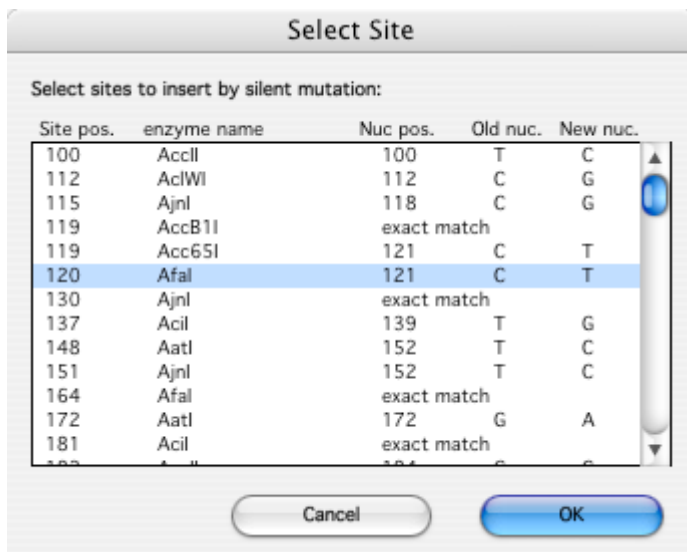 Select Site
Select sites to insert by silent mutation:
Site pos. enzyme name Nuc pos. Old nuc. New nuc.
100 AccII 100 T C
112 AclWI 112 C G
115 AjnI 118 C G
119 AccB1I exact match
119 Acc65I 121 C T
120 AfaI 121 C T
130 AjnI exact match
137 AciI 139 T G
148 AatI 152 T C
151 AjnI 152 T C
164 AfaI exact match
172 AatI 172 G A
181 AciI exact match
Cancel OK